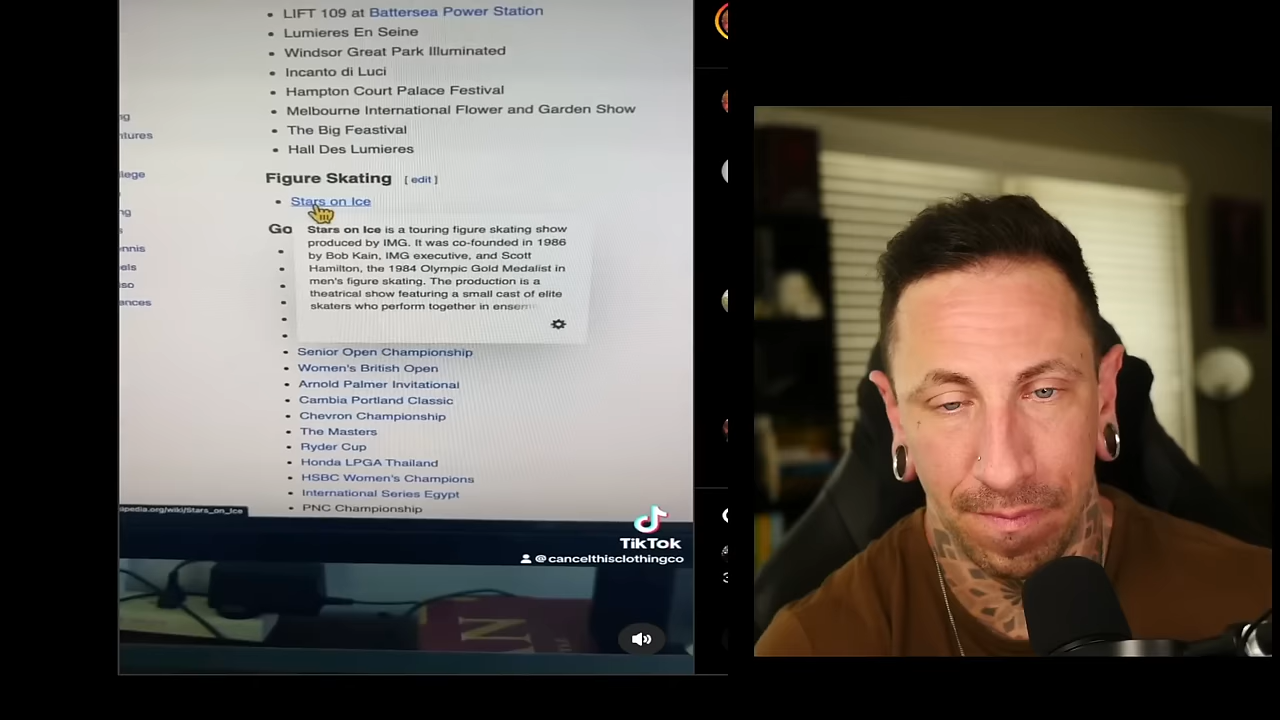 LIFT 109 at Battersea Power Station
Lumieres En Seine
Windsor Great Park Illuminated
Incanto di Luci
Hampton Court Palace Festival
Melbourne International Flower and Garden Show
The Big Feastival
Hall Des Lumieres
Figure Skating [ edit ]
Stars on Ice
Go
Stars on Ice is a touring figure skating show
produced by IMG. It was co-founded in 1986
by Bob Kain, IMG executive, and Scott
Hamilton, the 1984 Olympic Gold Medalist in
men's figure skating. The production is a
theatrical show featuring a small cast of elite
skaters who perform together in ensem
Senior Open Championship
Women's British Open
Arnold Palmer Invitational
Cambia Portland Classic
Chevron Championship
The Masters
Ryder Cup
Honda LPGA Thailand
HSBC Women's Champions
International Series Egypt
PNC Championship
ipedia.org/wiki/Stars_on_Ice
TikTok
@cancelthisclothingco